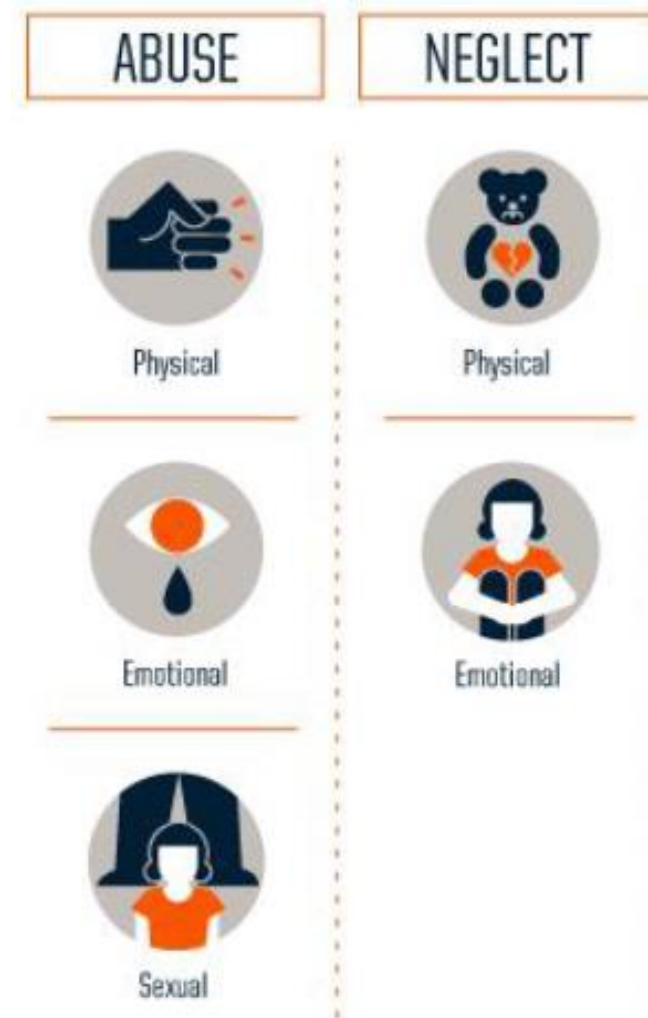 ABUSE
NEGLECT
Physical
Physical
Emotional
Emotional
Sexual